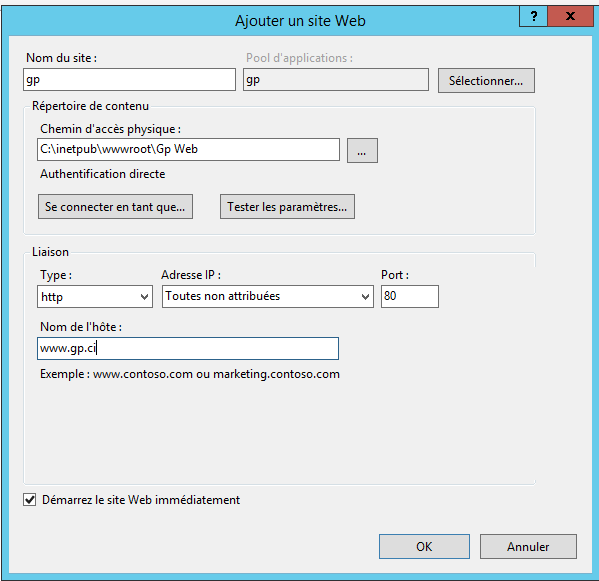 Ajouter un site Web
? x
Nom du site :
Pool d'applications :
gp
gp
Sélectionner...
Répertoire de contenu
Chemin d'accès physique :
C:\inetpub\wwwroot\Gp Web
...
Authentification directe
Se connecter en tant que...
Tester les paramètres...
Liaison
Type :
Adresse IP :
Port :
http
Toutes non attribuées
80
Nom de l'hôte :
www.gp.ci
Exemple : www.contoso.com ou marketing.contoso.com
Démarrez le site Web immédiatement
OK
Annuler